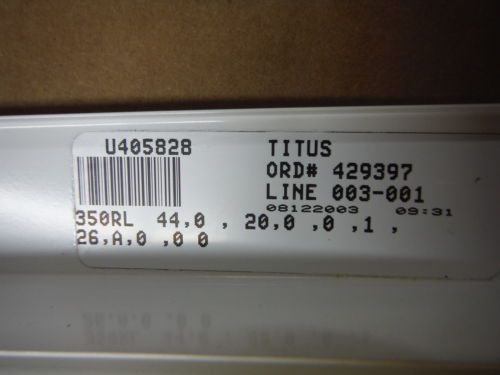 U405828
TITUS
ORD# 429397
LINE 003-001
08122003 09:31
350RL 44,0 , 20,0 ,0 ,1 ,
26,A,0 ,0 0